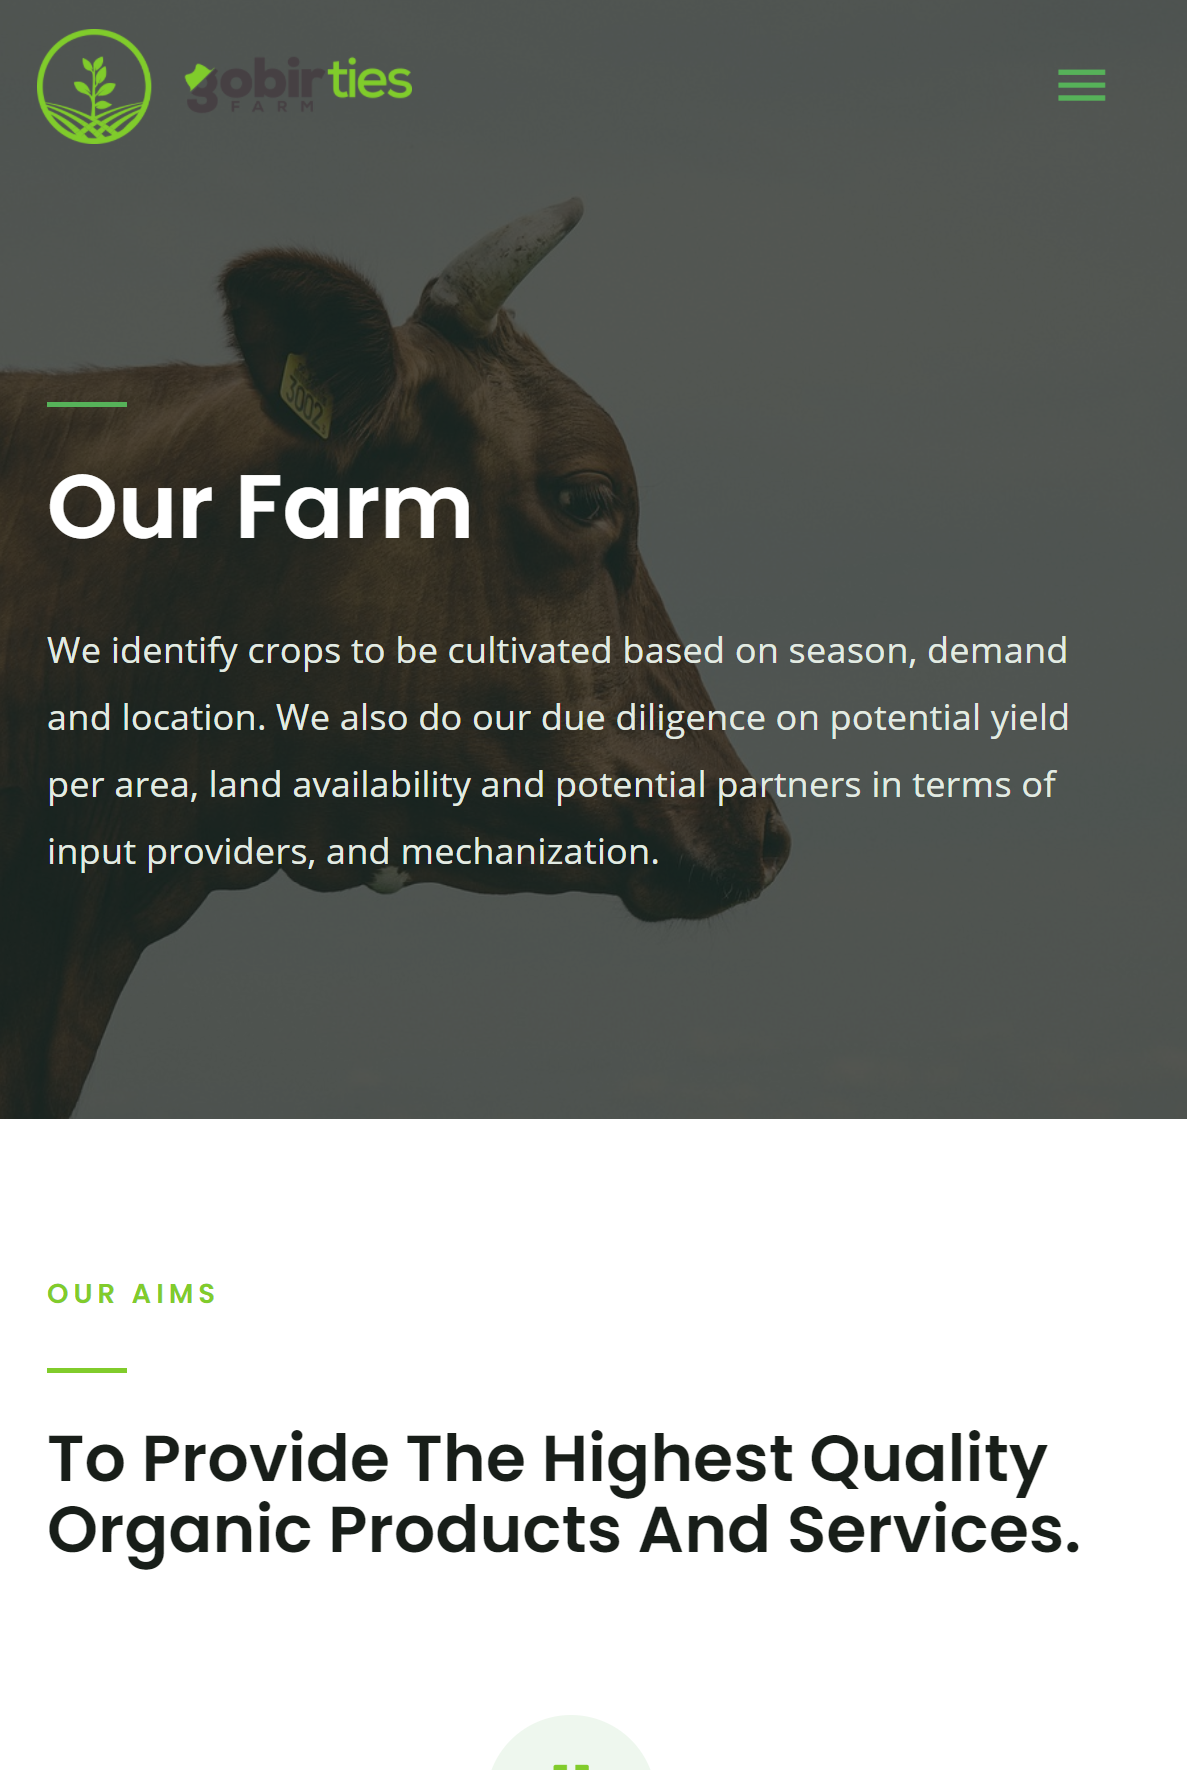 gobirties
FARM
3002
Our Farm
We identify crops to be cultivated based on season, demand
and location. We also do our due diligence on potential yield
per area, land availability and potential partners in terms of
input providers, and mechanization.
OUR AIMS
To Provide The Highest Quality
Organic Products And Services.